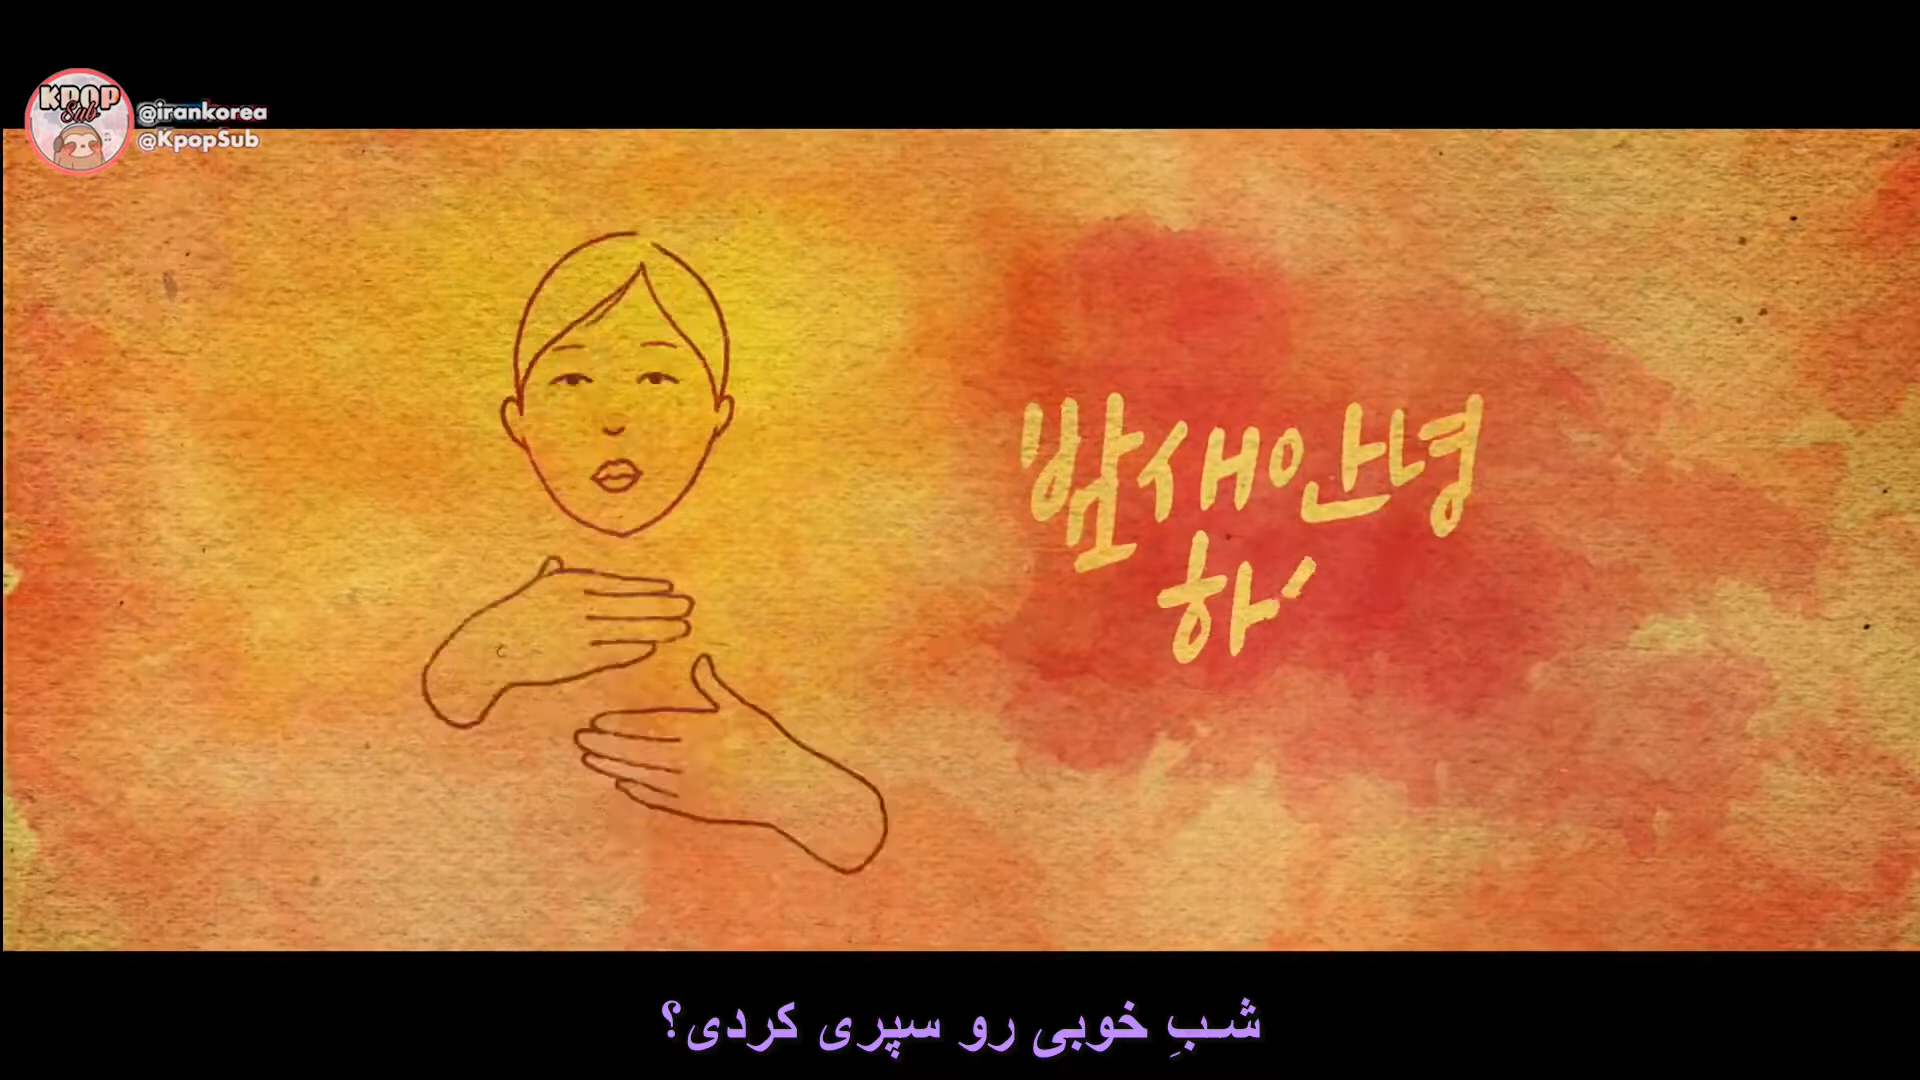 KPOP
Sub
@irankorea
@KpopSub
밤새안녕
하
شبِ خوبی رو سپری کردی؟